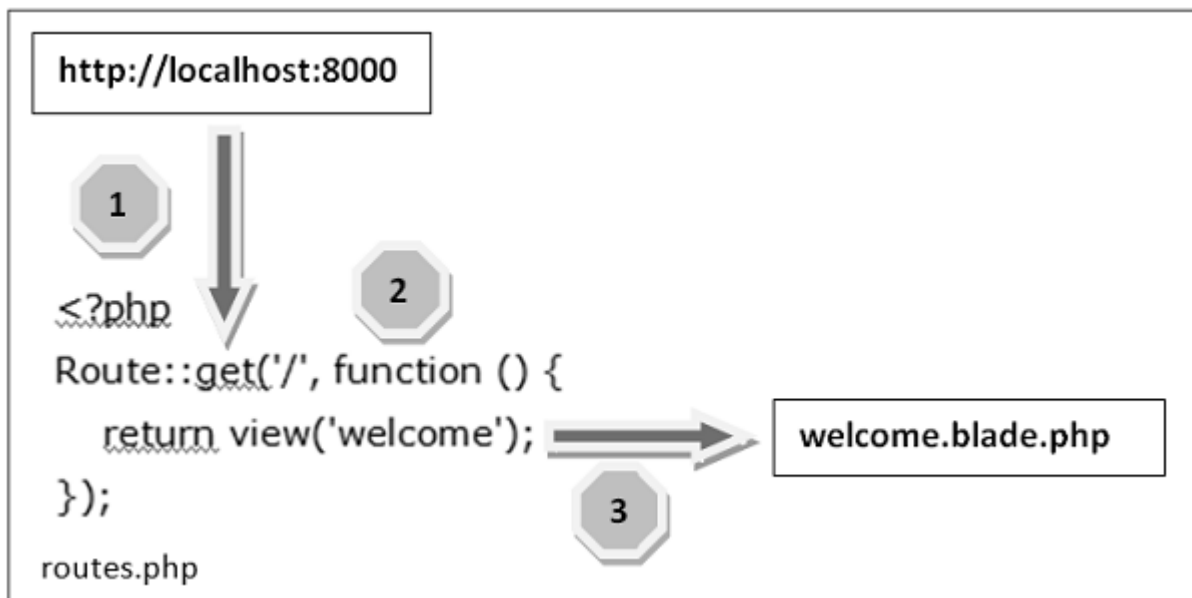 http://localhost:8000
1
2
<?php
Route::get('/', function () {
return view('welcome');
welcome.blade.php
});
3
routes.php